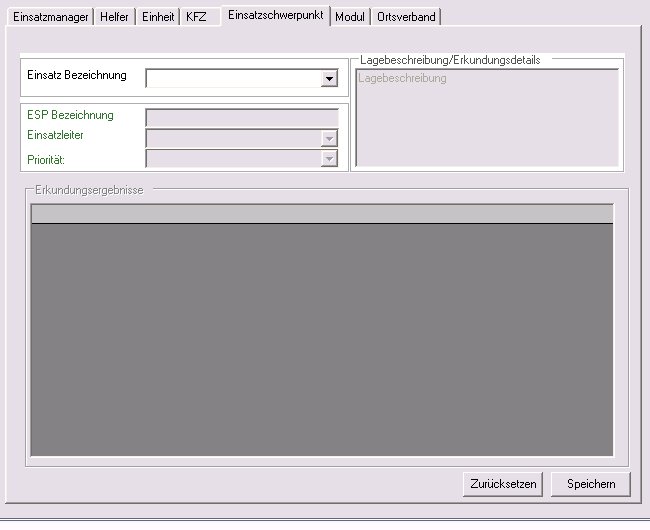 Einsatzmanager Helfer Einheit KFZ Einsatzschwerpunkt Modul Ortsverband
Einsatz Bezeichnung
ESP Bezeichnung
Einsatzleiter
Priorität:
Lagebeschreibung/Erkundungsdetails
Lagebeschreibung
Erkundungsergebnisse
Zurücksetzen Speichern